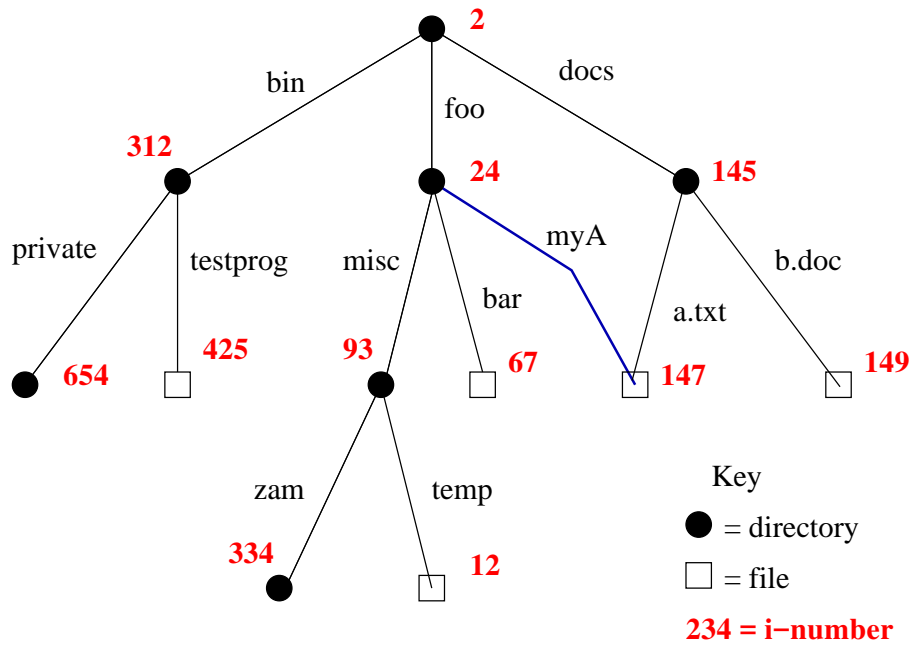 2
bin
docs
foo
312
24
145
private
testprog
misc
myA
b.doc
bar
a.txt
93
425
67
654
147
149
Key
zam
temp
= directory
334
12
= file
234 = i−number